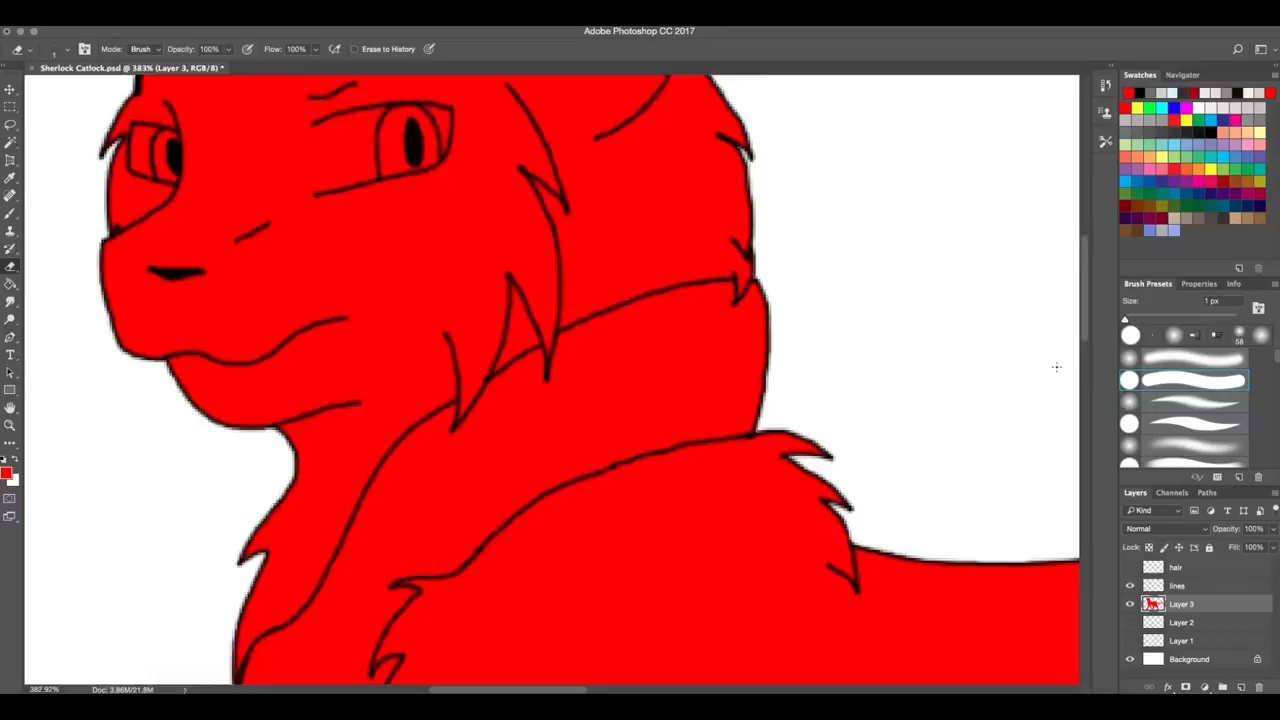 Adobe Photoshop CC 2017
1 Mode: Brush Opacity: 100% Flow: 100% Erase to History
× Sherlock Catlock.psd @ 383% (Layer 3, RGB/8) *
Swatches Navigator
Brush Presets Properties Info
Size: 1 px
58
Layers Channels Paths
Kind
Normal Opacity: 100%
Lock: Fill: 100%
hair
lines
Layer 3
Layer 2
Layer 1
Background
382.92% Doc: 3.86M/21.8M